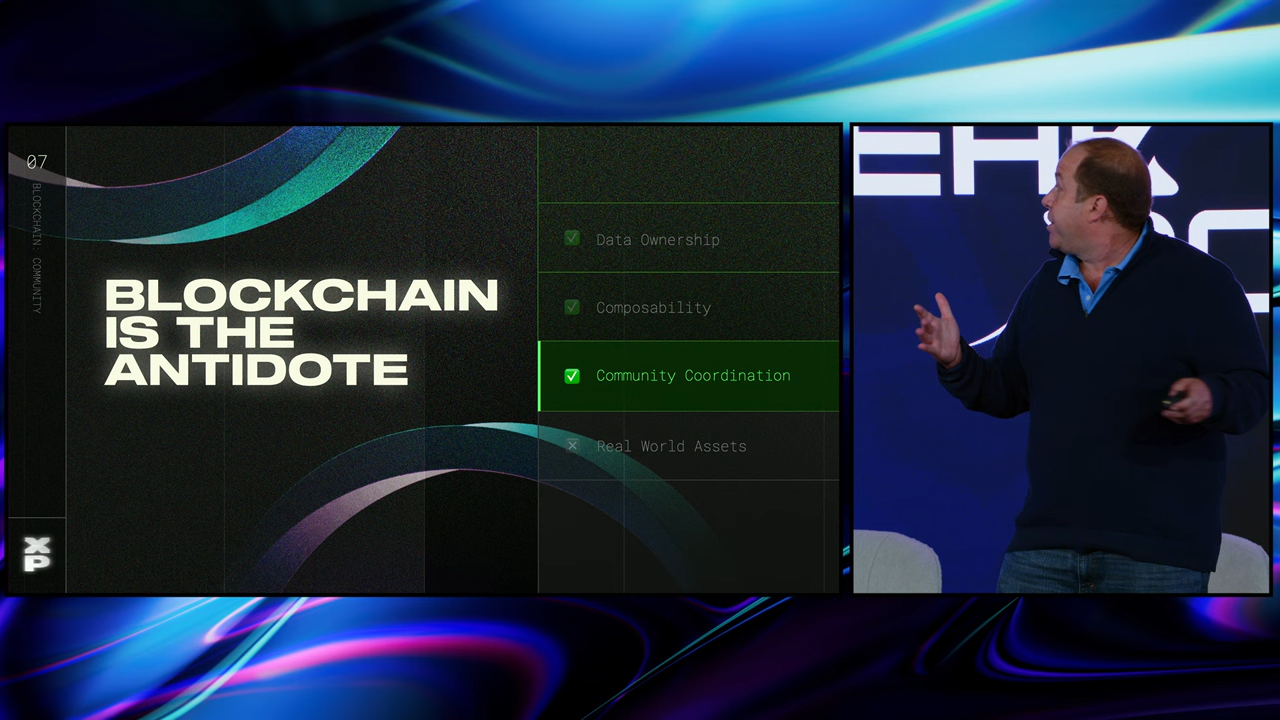 07
BLOCKCHAIN COMMUNITY
BLOCKCHAIN
IS THE
ANTIDOTE
Data Ownership
Composability
Community Coordination
Real World Assets
XP